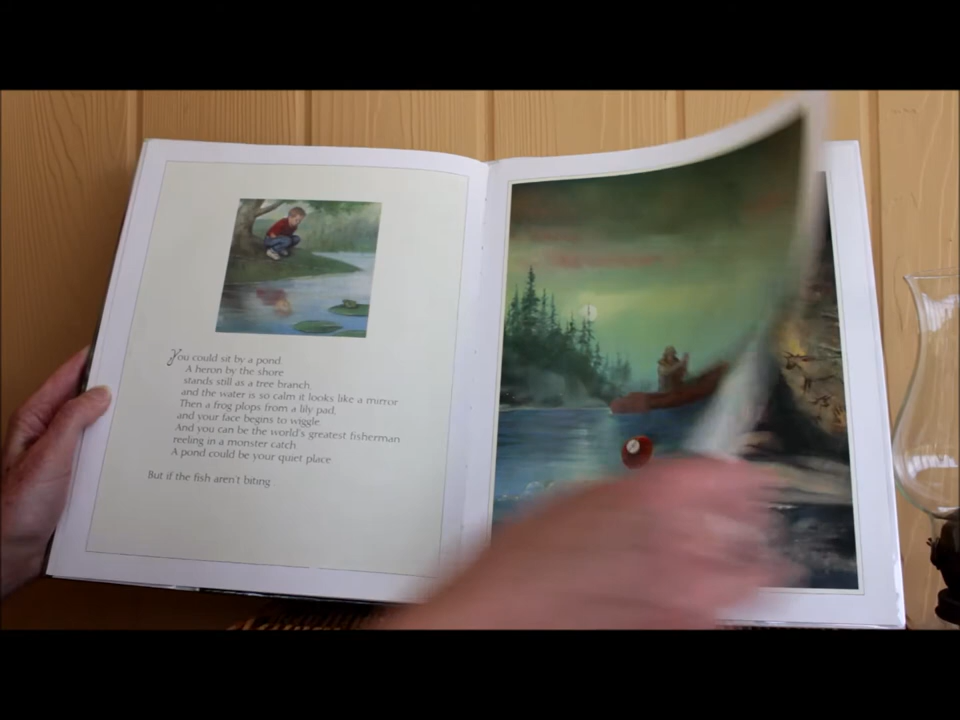 You could sit by a pond.
A heron by the shore
stands still as a tree branch,
and the water is so calm it looks like a mirror
Then a frog plops from a lily pad,
and your face begins to wiggle
And you can be the world's greatest fisherman
reeling in a monster catch
A pond could be your quiet place
But if the fish aren't biting